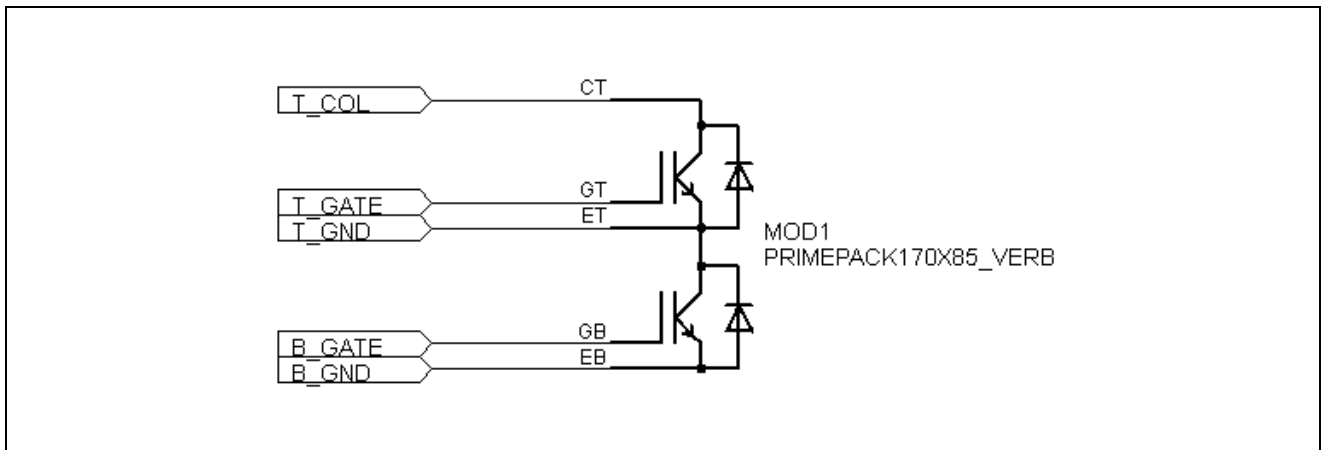 T_COL
CT
T_GATE
GT
T_GND
ET
MOD1
PRIMEPACK170X85_VERB
B_GATE
GB
B_GND
EB